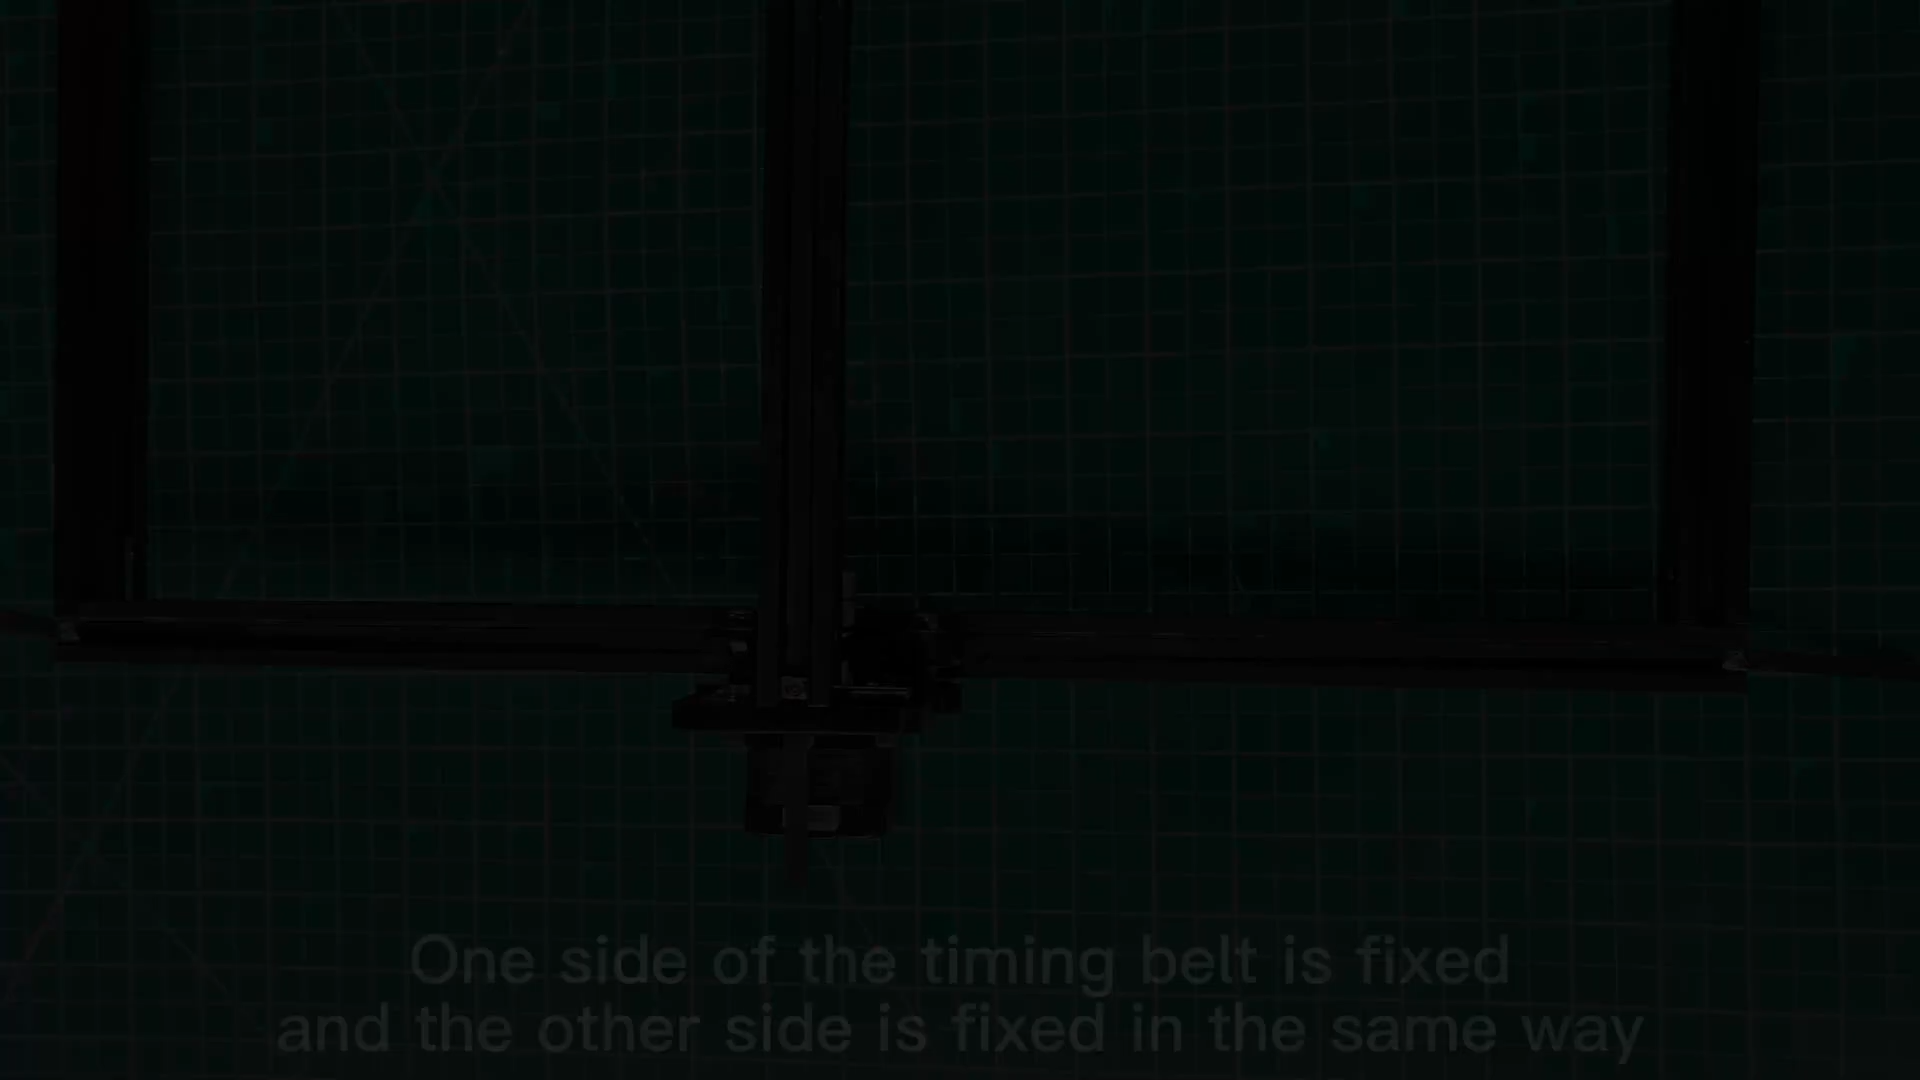 One side of the timing belt is fixed
and the other side is fixed in the same way